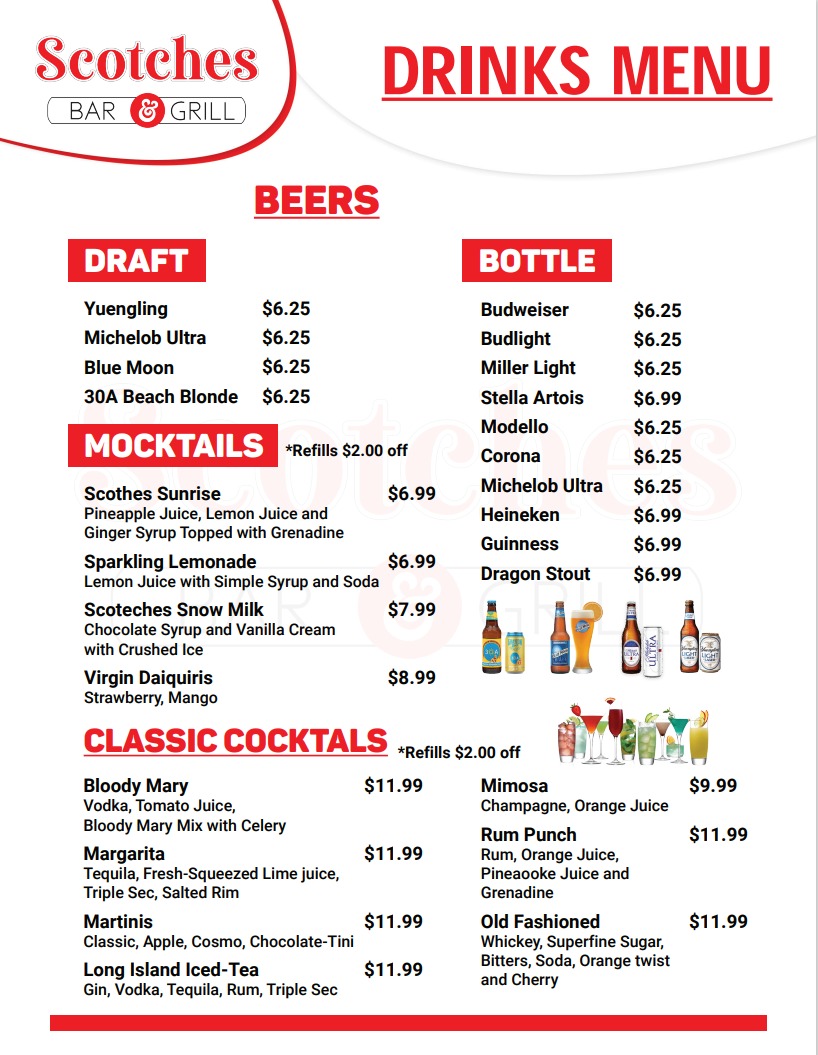 Scotches
BAR & GRILL
DRINKS MENU
BEERS
DRAFT
Yuengling $6.25
Michelob Ultra $6.25
Blue Moon $6.25
30A Beach Blonde $6.25
MOCKTAILS *Refills $2.00 off
Scothes Sunrise $6.99
Pineapple Juice, Lemon Juice and
Ginger Syrup Topped with Grenadine
Sparkling Lemonade $6.99
Lemon Juice with Simple Syrup and Soda
Scoteches Snow Milk $7.99
Chocolate Syrup and Vanilla Cream
with Crushed Ice
Virgin Daiquiris $8.99
Strawberry, Mango
BOTTLE
Budweiser $6.25
Budlight $6.25
Miller Light $6.25
Stella Artois $6.99
Modello $6.25
Corona $6.25
Michelob Ultra $6.25
Heineken $6.99
Guinness $6.99
Dragon Stout $6.99
Scotches
BAR & GRILL
ULTRA
LIGHT
LIGHT
CLASSIC COCKTALS *Refills $2.00 off
Bloody Mary $11.99
Vodka, Tomato Juice,
Bloody Mary Mix with Celery
Margarita $11.99
Tequila, Fresh-Squeezed Lime juice,
Triple Sec, Salted Rim
Martinis $11.99
Classic, Apple, Cosmo, Chocolate-Tini
Long Island Iced-Tea $11.99
Gin, Vodka, Tequila, Rum, Triple Sec
Mimosa $9.99
Champagne, Orange Juice
Rum Punch $11.99
Rum, Orange Juice,
Pineaooke Juice and
Grenadine
Old Fashioned $11.99
Whickey, Superfine Sugar,
Bitters, Soda, Orange twist
and Cherry